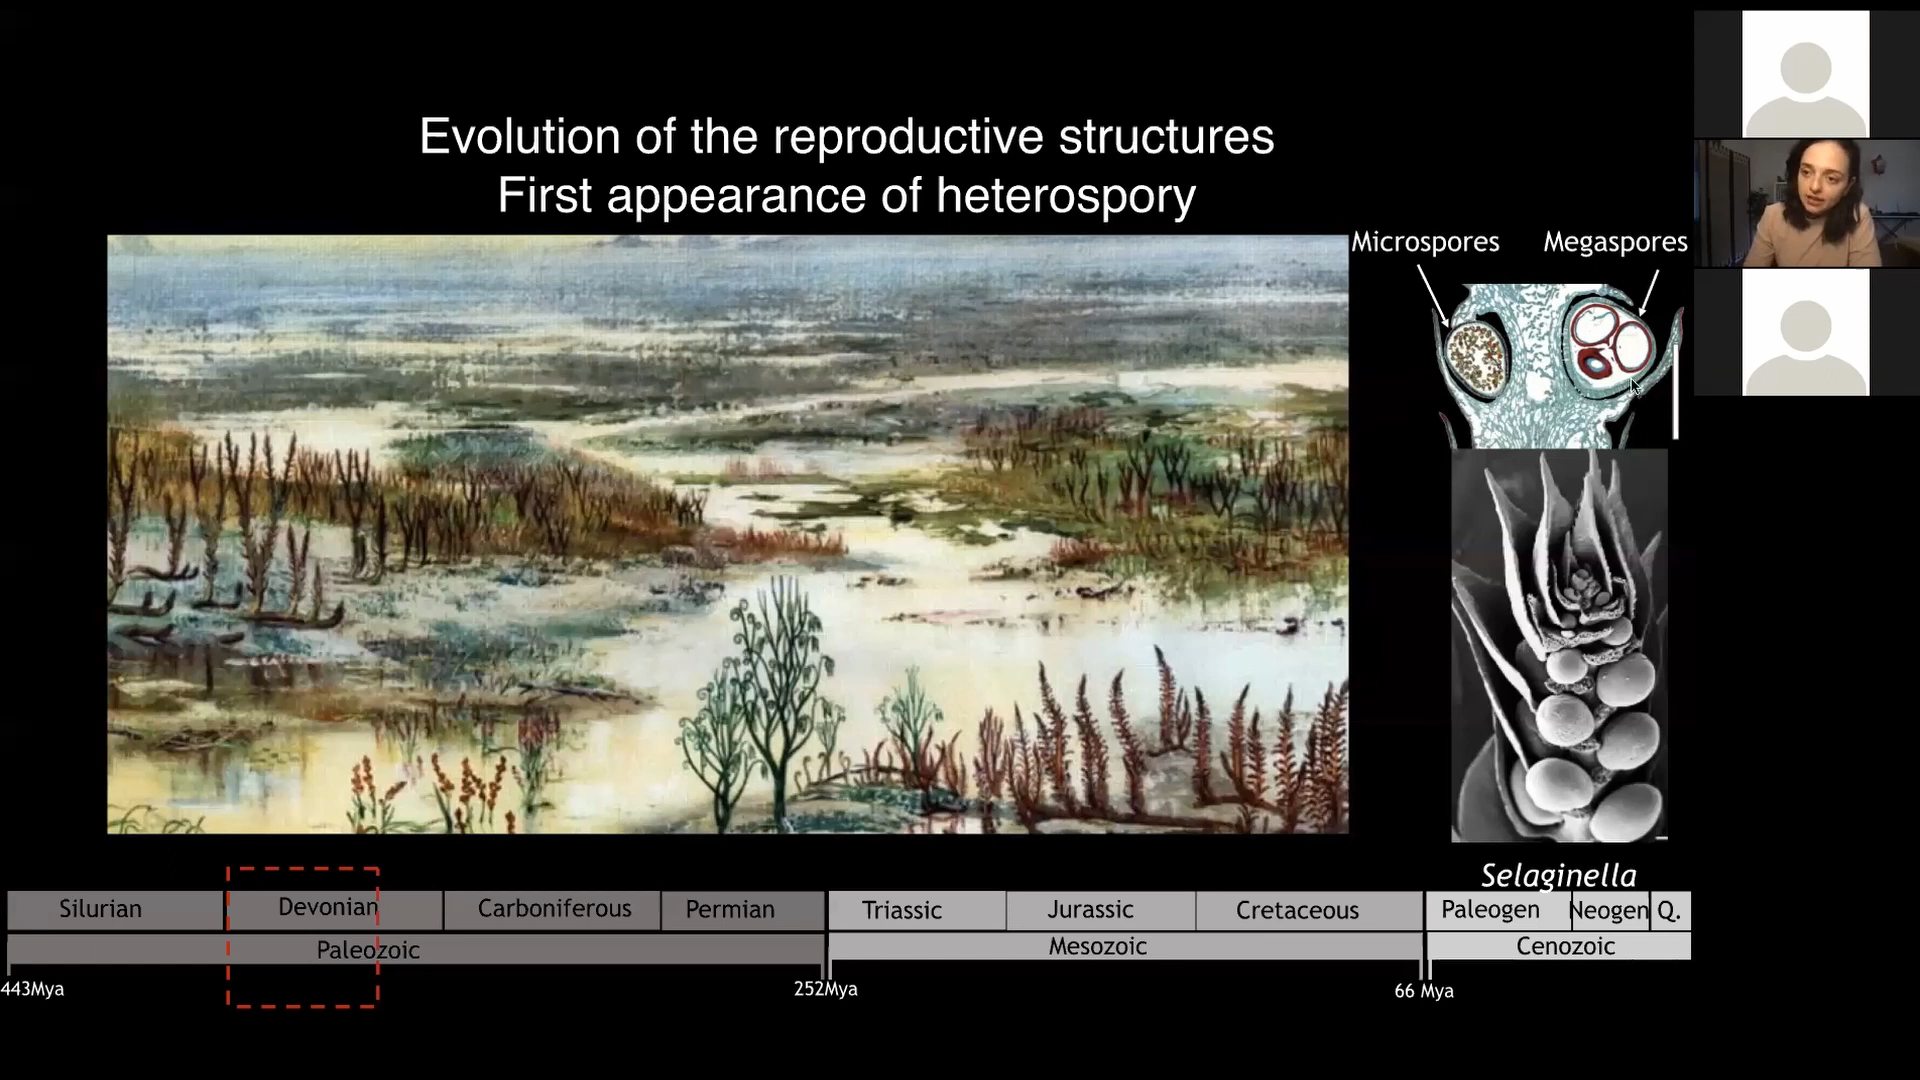 Evolution of the reproductive structures
First appearance of heterospory
Microspores
Megaspores
Selaginella
Silurian
Devonian
Carboniferous
Permian
Triassic
Jurassic
Cretaceous
Paleogen
Neogen
Q.
Paleozoic
Mesozoic
Cenozoic
443Mya
252Mya
66 Mya